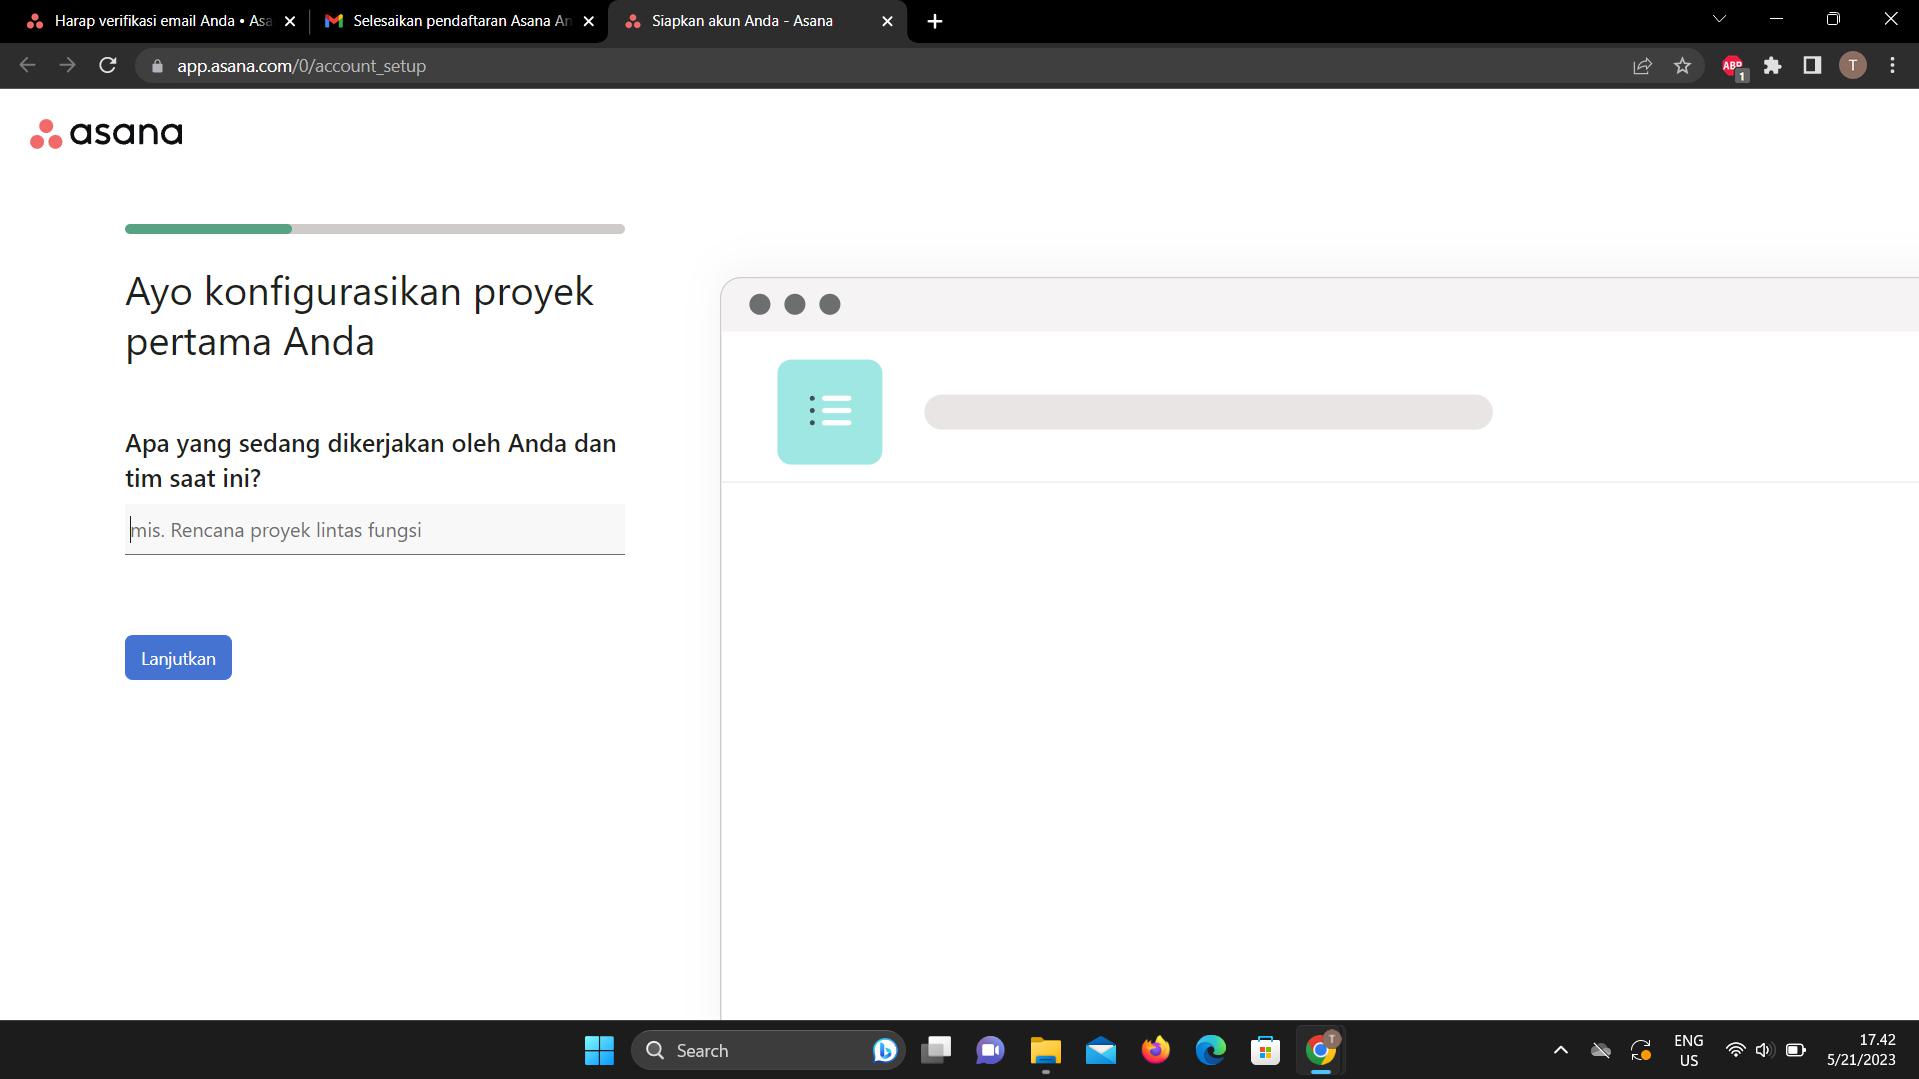 Harap verifikasi email Anda • Asa
Selesaikan pendaftaran Asana An
Siapkan akun Anda - Asana
app.asana.com/0/account_setup
ABP
1
T
asana
Ayo konfigurasikan proyek
pertama Anda
Apa yang sedang dikerjakan oleh Anda dan
tim saat ini?
mis. Rencana proyek lintas fungsi
Lanjutkan
Search
T
ENG
US
17.42
5/21/2023